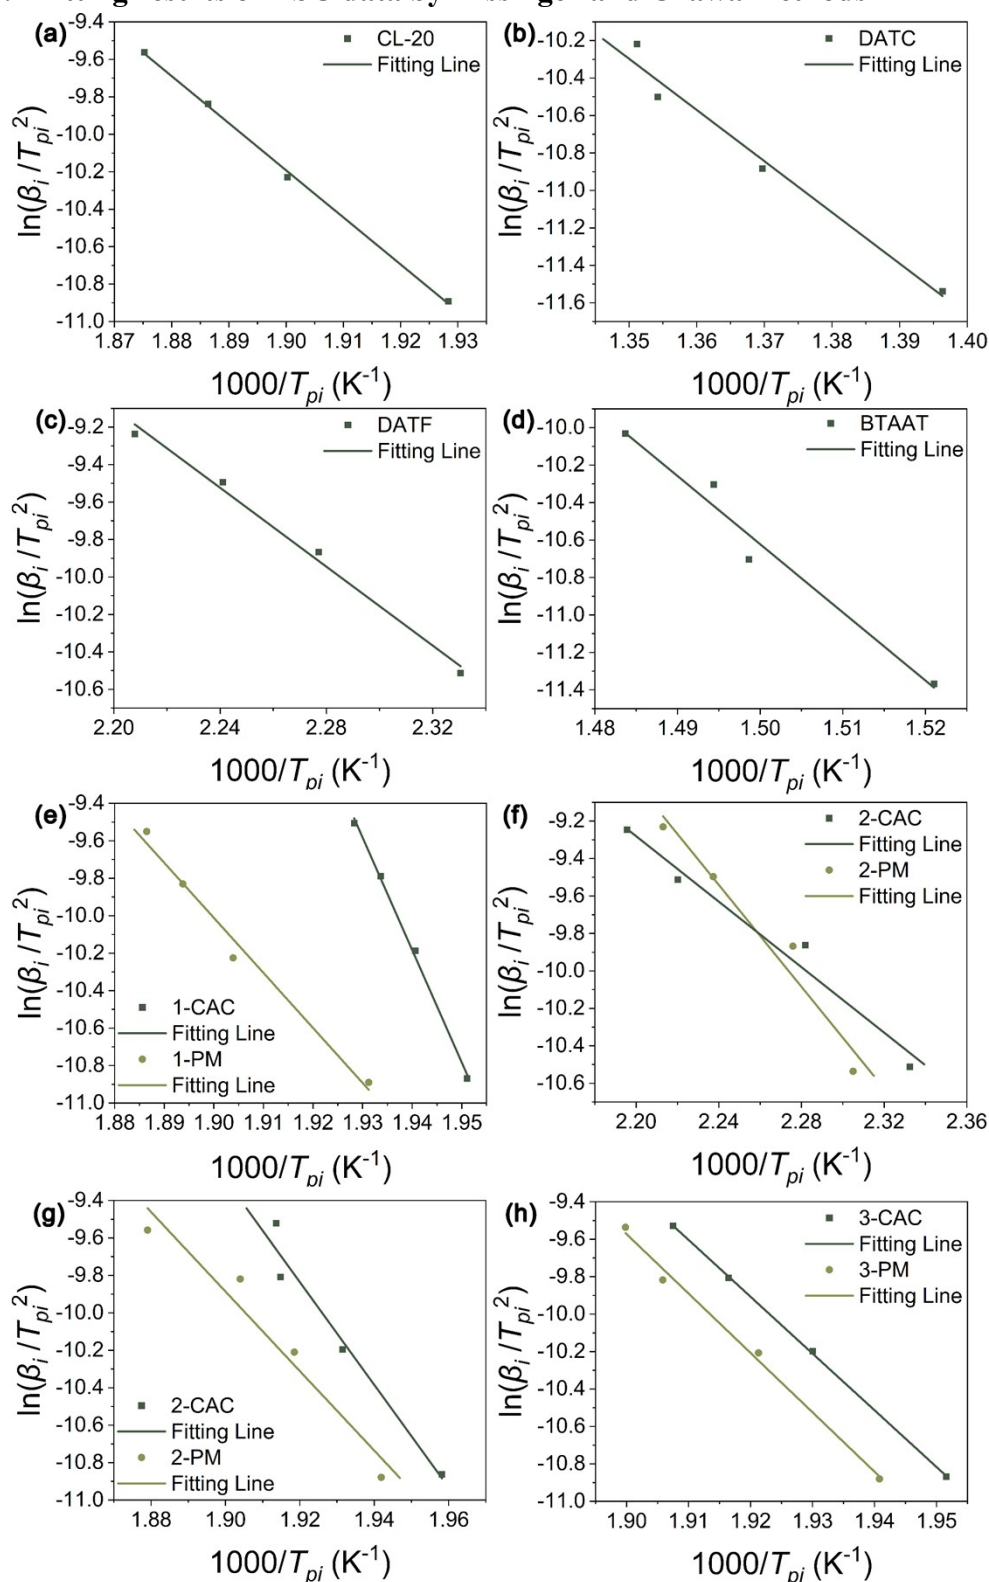 (a)
CL-20
Fitting Line
ln(βi /Tpi2)
-9.4
-9.6
-9.8
-10.0
-10.2
-10.4
-10.6
-10.8
-11.0
1.87 1.88 1.89 1.90 1.91 1.92 1.93
1000/Tpi (K-1)
(b)
DATC
Fitting Line
ln(βi /Tpi2)
-10.2
-10.4
-10.6
-10.8
-11.0
-11.2
-11.4
-11.6
1.35 1.36 1.37 1.38 1.39 1.40
1000/Tpi (K-1)
(c)
DATF
Fitting Line
ln(βi /Tpi2)
-9.2
-9.4
-9.6
-9.8
-10.0
-10.2
-10.4
-10.6
2.20 2.24 2.28 2.32
1000/Tpi (K-1)
(d)
BTAAT
Fitting Line
ln(βi /Tpi2)
-10.0
-10.2
-10.4
-10.6
-10.8
-11.0
-11.2
-11.4
1.48 1.49 1.50 1.51 1.52
1000/Tpi (K-1)
(e)
1-CAC
Fitting Line
1-PM
Fitting Line
ln(βi /Tpi2)
-9.4
-9.6
-9.8
-10.0
-10.2
-10.4
-10.6
-10.8
-11.0
1.88 1.89 1.90 1.91 1.92 1.93 1.94 1.95
1000/Tpi (K-1)
(f)
2-CAC
Fitting Line
2-PM
Fitting Line
ln(βi /Tpi2)
-9.2
-9.4
-9.6
-9.8
-10.0
-10.2
-10.4
-10.6
2.20 2.24 2.28 2.32 2.36
1000/Tpi (K-1)
(g)
2-CAC
Fitting Line
2-PM
Fitting Line
ln(βi /Tpi2)
-9.4
-9.6
-9.8
-10.0
-10.2
-10.4
-10.6
-10.8
-11.0
1.88 1.90 1.92 1.94 1.96
1000/Tpi (K-1)
(h)
3-CAC
Fitting Line
3-PM
Fitting Line
ln(βi /Tpi2)
-9.4
-9.6
-9.8
-10.0
-10.2
-10.4
-10.6
-10.8
-11.0
1.90 1.91 1.92 1.93 1.94 1.95
1000/Tpi (K-1)